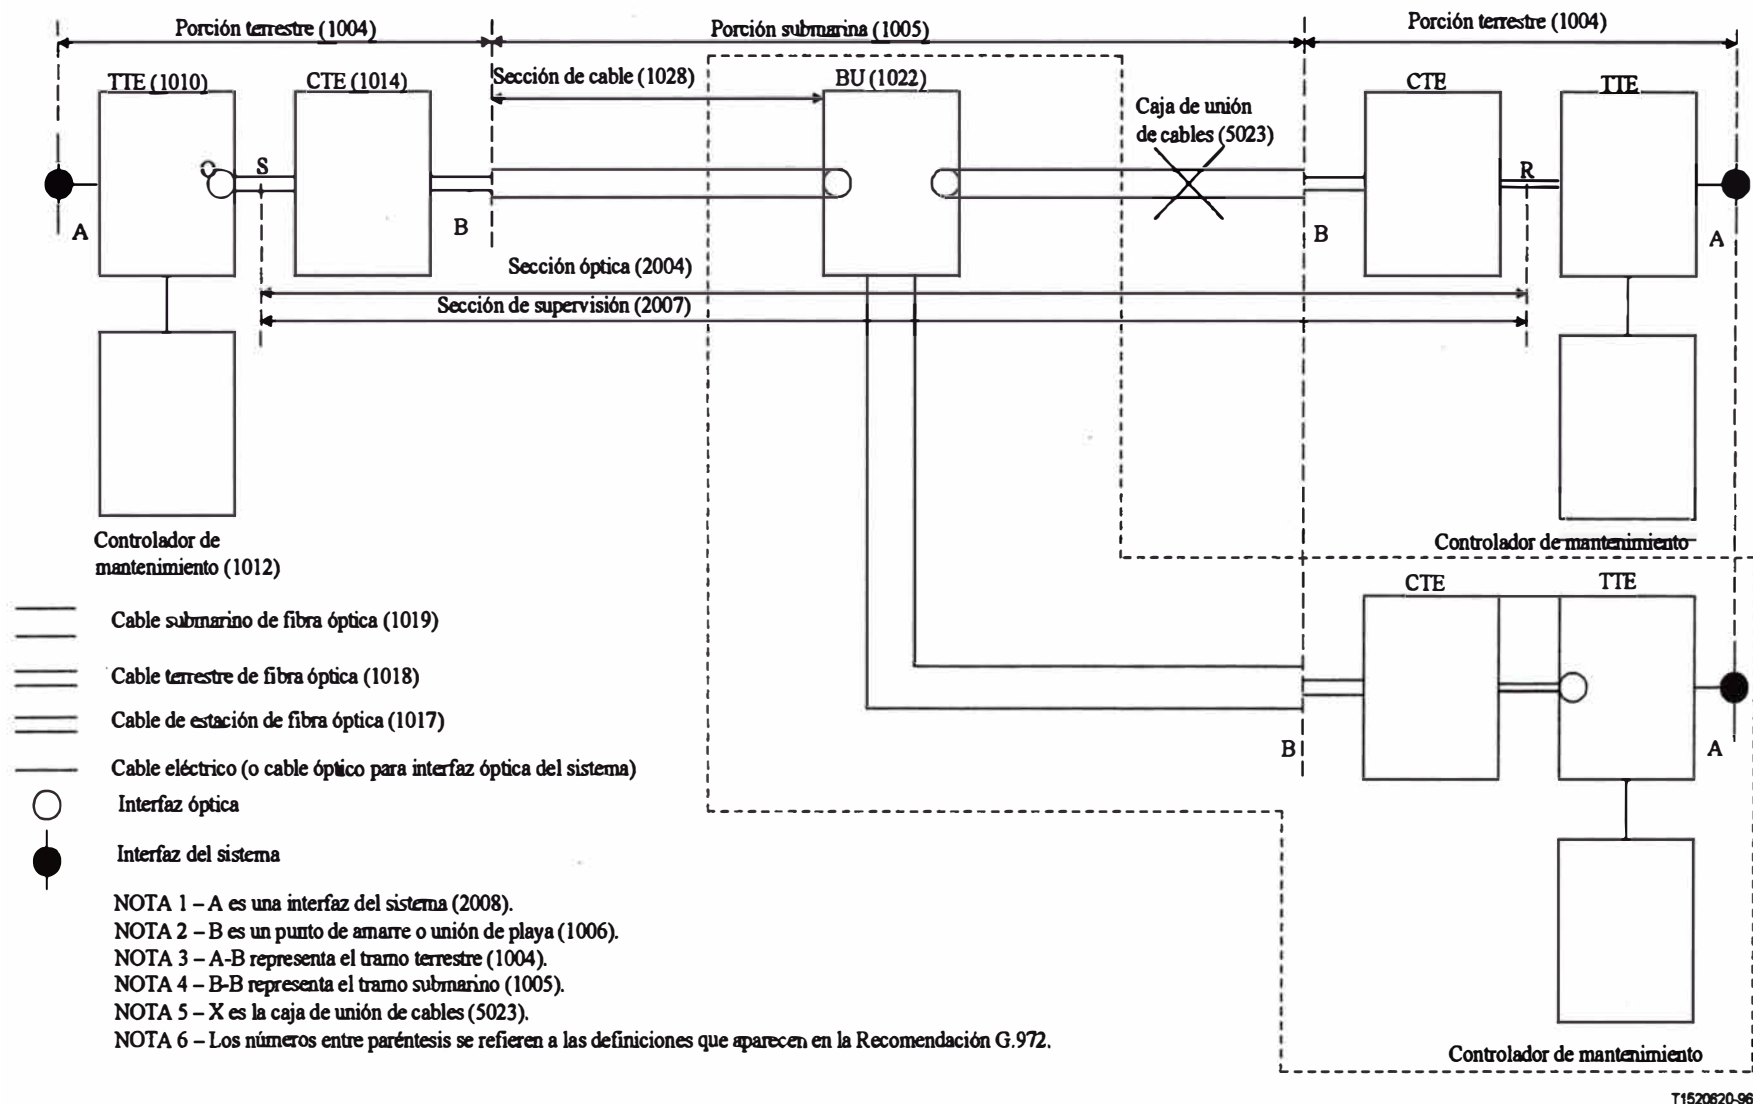 Porción terrestre (1004)
Porción submarina (1005)
Porción terrestre (1004)
TTE (1010)
CTE (1014)
Sección de cable (1028)
BU (1022)
Caja de unión
de cables (5023)
CTE
TTE
S
R
A
B
B
A
Sección óptica (2004)
Sección de supervisión (2007)
Controlador de
mantenimiento (1012)
Controlador de mantenimiento
CTE
TTE
B
A
Controlador de mantenimiento
Cable submarino de fibra óptica (1019)
Cable terrestre de fibra óptica (1018)
Cable de estación de fibra óptica (1017)
Cable eléctrico (o cable óptico para interfaz óptica del sistema)
Interfaz óptica
Interfaz del sistema
NOTA 1 – A es una interfaz del sistema (2008).
NOTA 2 – B es un punto de amarre o unión de playa (1006).
NOTA 3 – A-B representa el tramo terrestre (1004).
NOTA 4 – B-B representa el tramo submarino (1005).
NOTA 5 – X es la caja de unión de cables (5023).
NOTA 6 – Los números entre paréntesis se refieren a las definiciones que aparecen en la Recomendación G.972.
T1520620-96